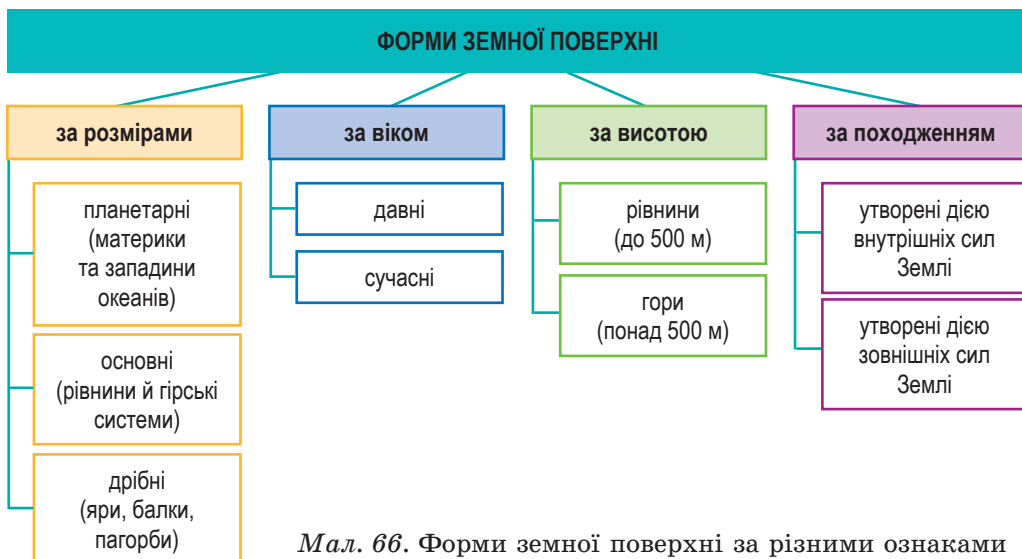 ФОРМИ ЗЕМНОЇ ПОВЕРХНІ
за розмірами
планетарні
(материки
та западини
океанів)
основні
(рівнини й гірські
системи)
дрібні
(яри, балки,
пагорби)
за віком
давні
сучасні
за висотою
рівнини
(до 500 м)
гори
(понад 500 м)
за походженням
утворені дією
внутрішніх сил
Землі
утворені дією
зовнішніх сил
Землі
Мал. 66. Форми земної поверхні за різними ознаками